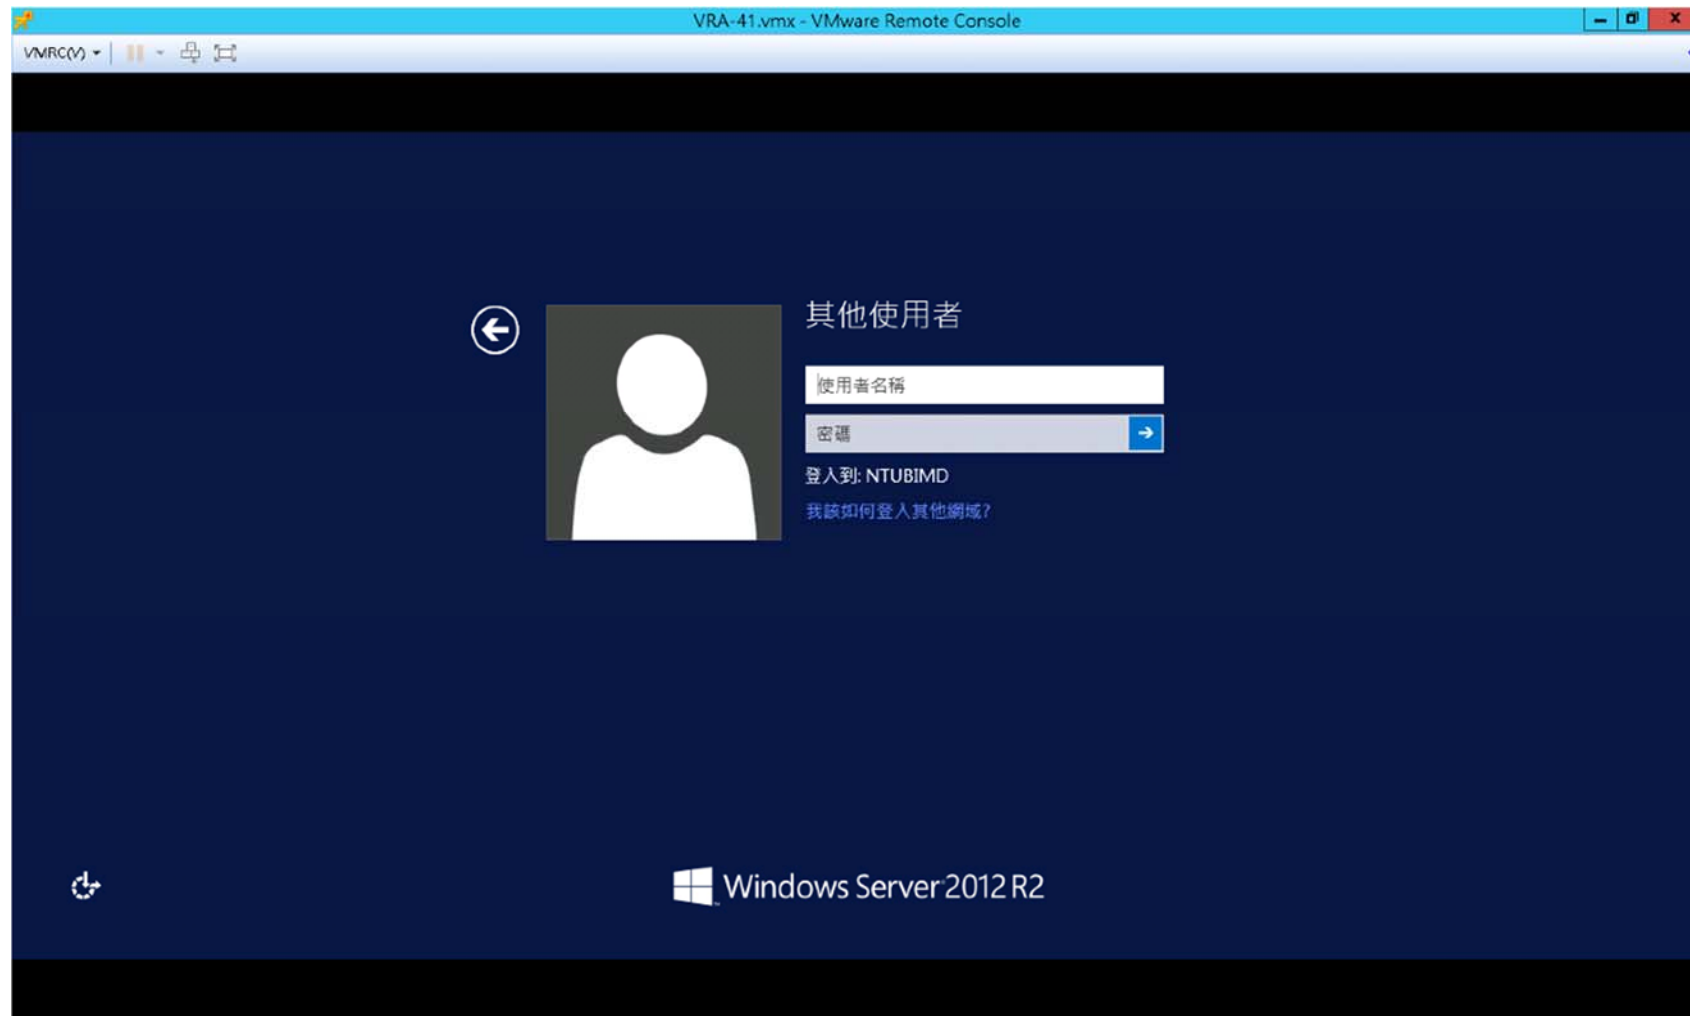 VRA-41.vmx - VMware Remote Console
VMRC(V)
其他使用者
使用者名稱
密碼
登入到: NTUBIMD
我該如何登入其他網域?
Windows Server 2012 R2